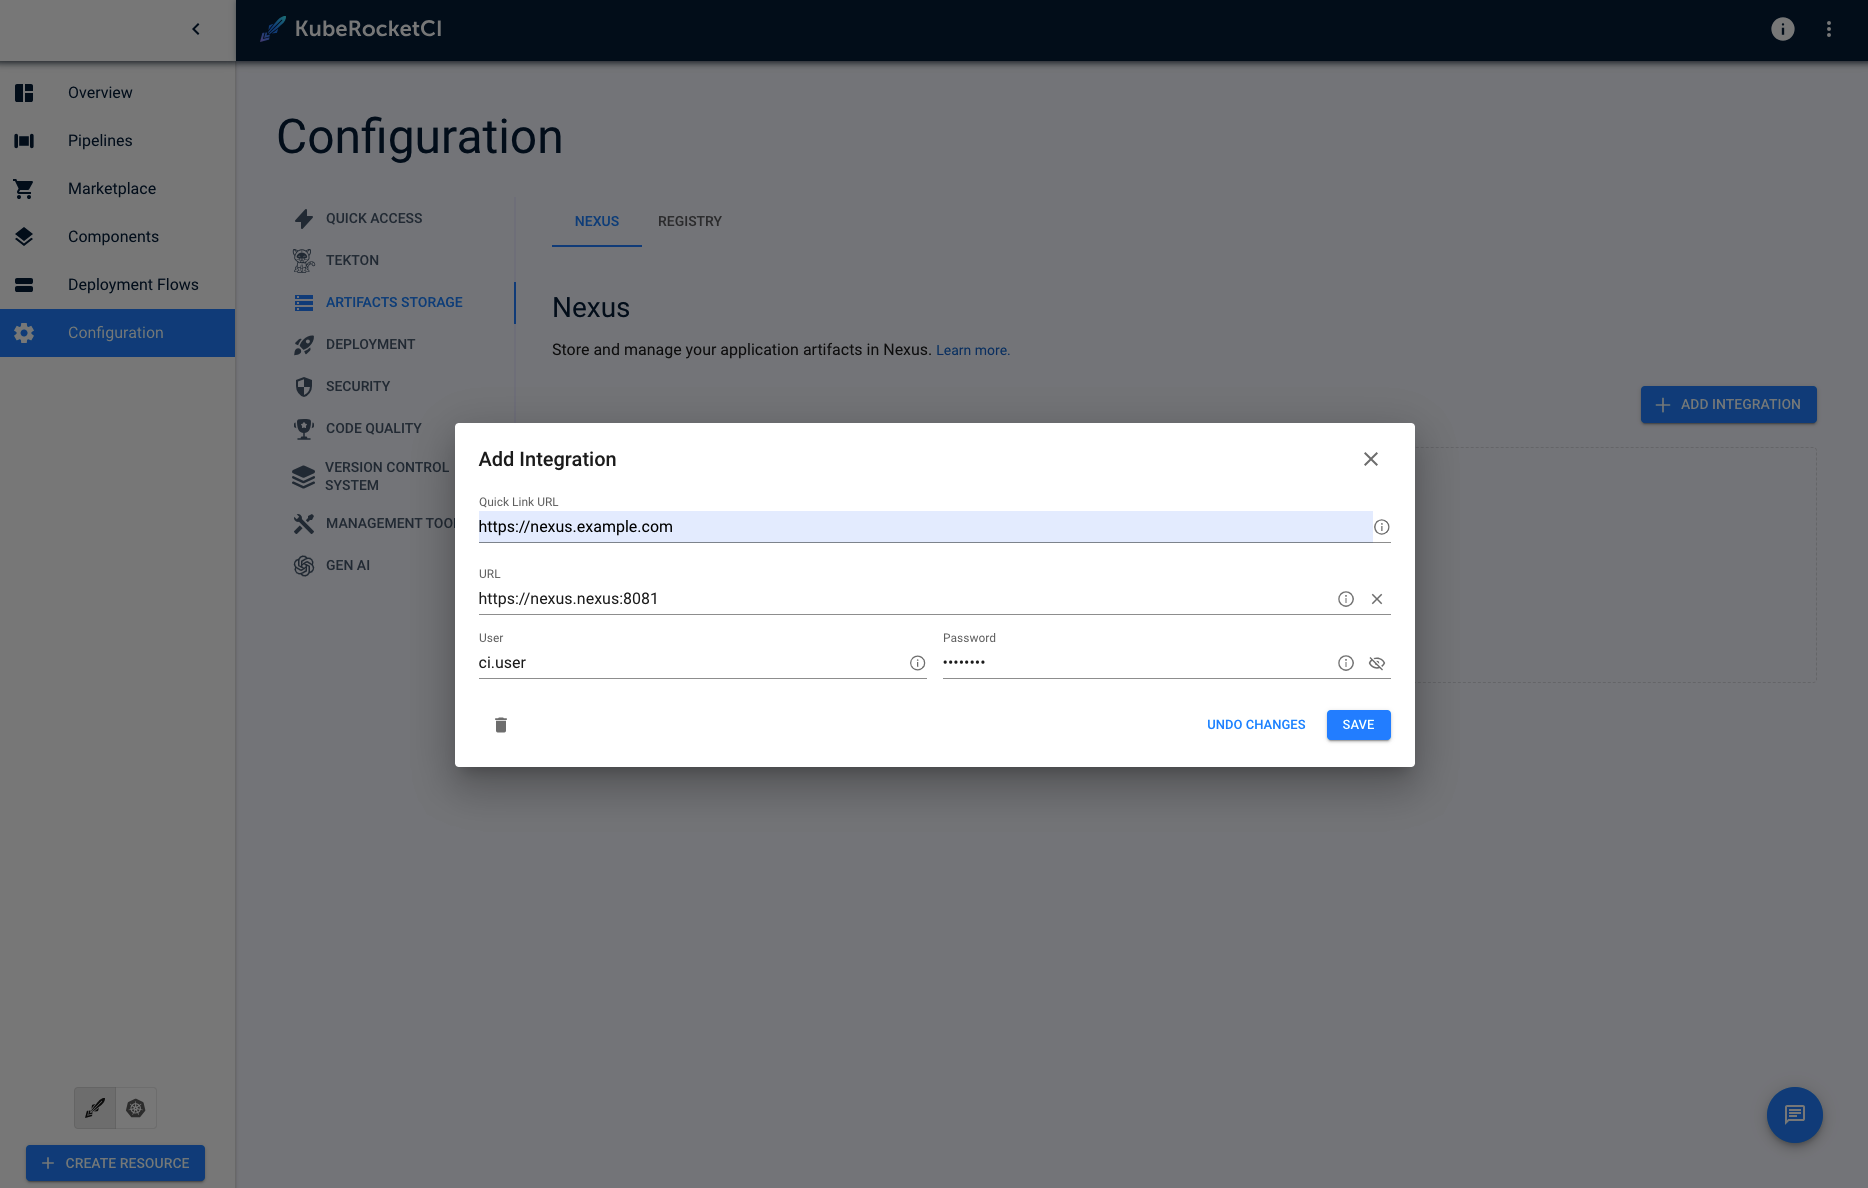 KubeRocketCI
Overview
Pipelines
Marketplace
Components
Deployment Flows
Configuration
CREATE RESOURCE
Configuration
QUICK ACCESS
TEKTON
ARTIFACTS STORAGE
DEPLOYMENT
SECURITY
CODE QUALITY
VERSION CONTROL
SYSTEM
MANAGEMENT TOO
GEN AI
NEXUS
REGISTRY
Nexus
Store and manage your application artifacts in Nexus. Learn more.
ADD INTEGRATION
Add Integration
Quick Link URL
https://nexus.example.com
URL
https://nexus.nexus:8081
User
ci.user
Password
••••••••
UNDO CHANGES
SAVE